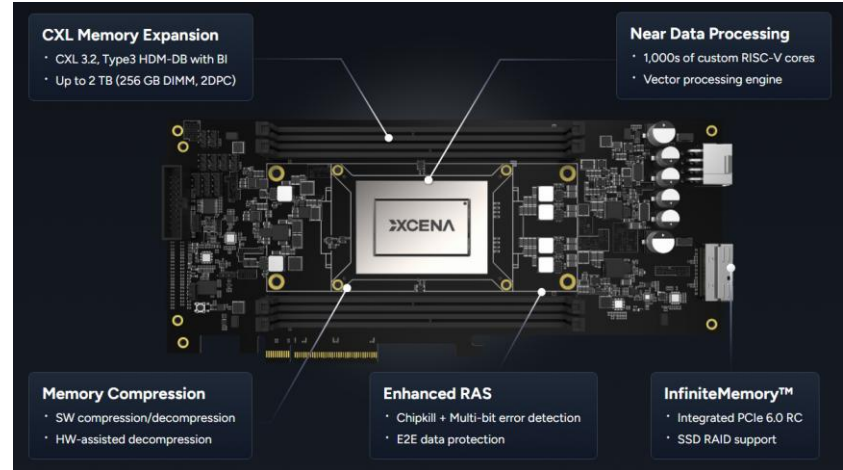 CXL Memory Expansion
· CXL 3.2, Type3 HDM-DB with BI
· Up to 2 TB (256 GB DIMM, 2DPC)
Near Data Processing
· 1,000s of custom RISC-V cores
· Vector processing engine
XCENA
Memory Compression
· SW compression/decompression
· HW-assisted decompression
Enhanced RAS
· Chipkill + Multi-bit error detection
· E2E data protection
InfiniteMemory™
· Integrated PCIe 6.0 RC
· SSD RAID support